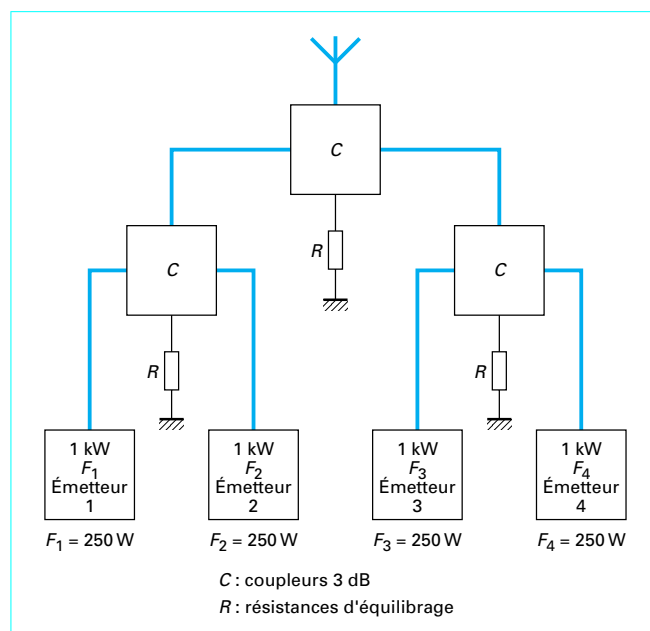 C
R
C
C
R
R
1 kW
F1
Émetteur
1
1 kW
F2
Émetteur
2
1 kW
F3
Émetteur
3
1 kW
F4
Émetteur
4
F1 = 250 W
F2 = 250 W
F3 = 250 W
F4 = 250 W
C : coupleurs 3 dB
R : résistances d'équilibrage